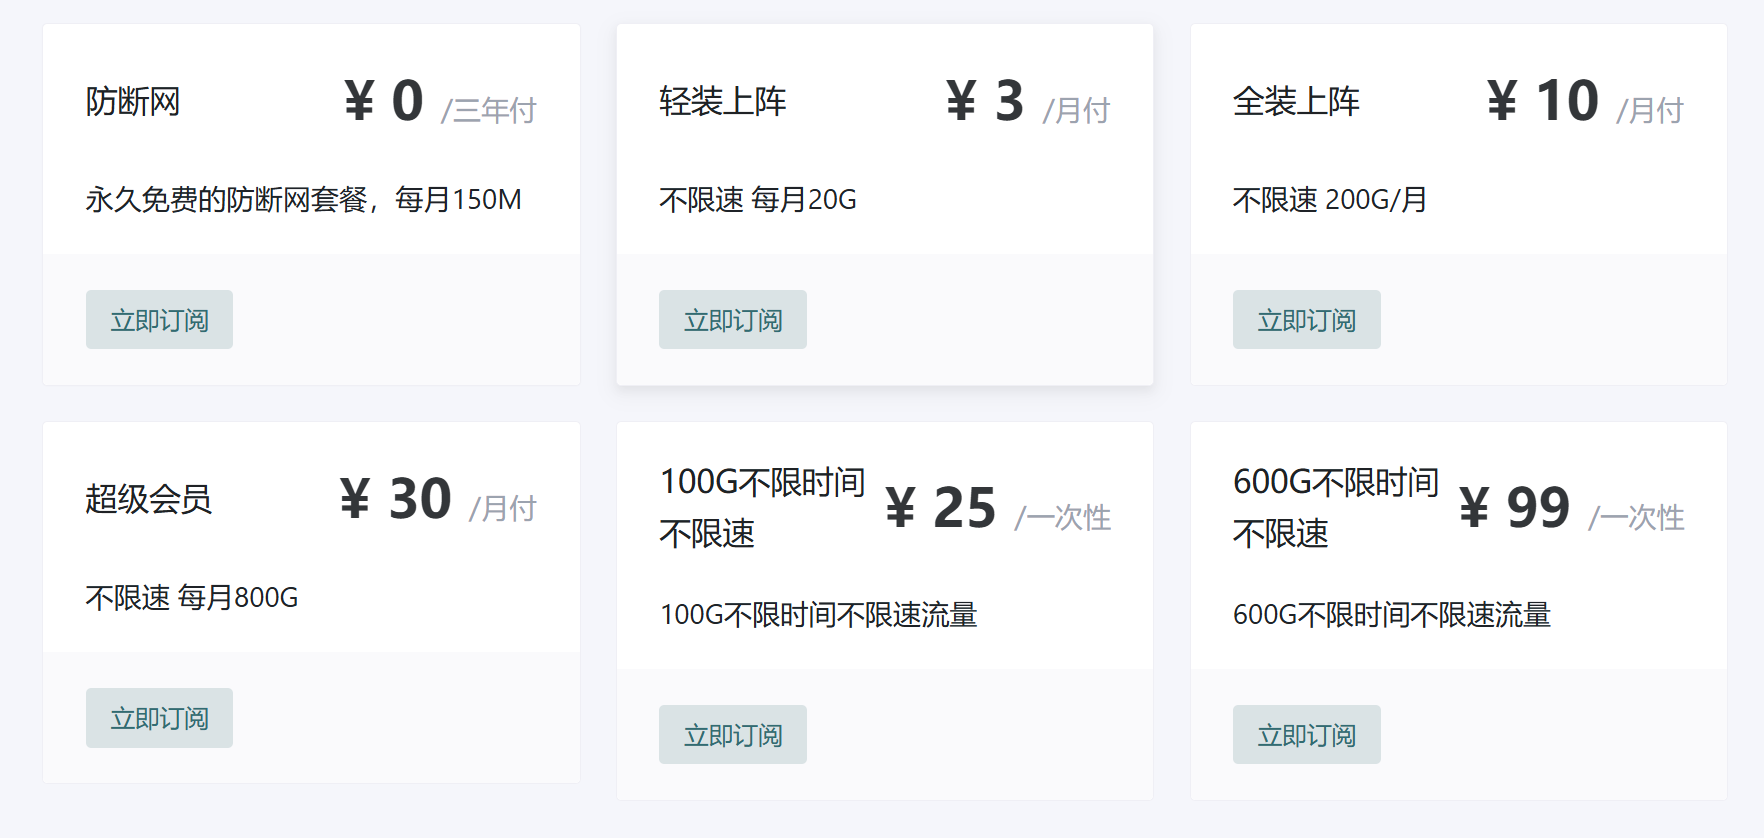 防断网
¥ 0 /三年付
永久免费的防断网套餐，每月150M
立即订阅
轻装上阵
¥ 3 /月付
不限速 每月20G
立即订阅
全装上阵
¥ 10 /月付
不限速 200G/月
立即订阅
超级会员
¥ 30 /月付
不限速 每月800G
立即订阅
100G不限时间
不限速
¥ 25 /一次性
100G不限时间不限速流量
立即订阅
600G不限时间
不限速
¥ 99 /一次性
600G不限时间不限速流量
立即订阅